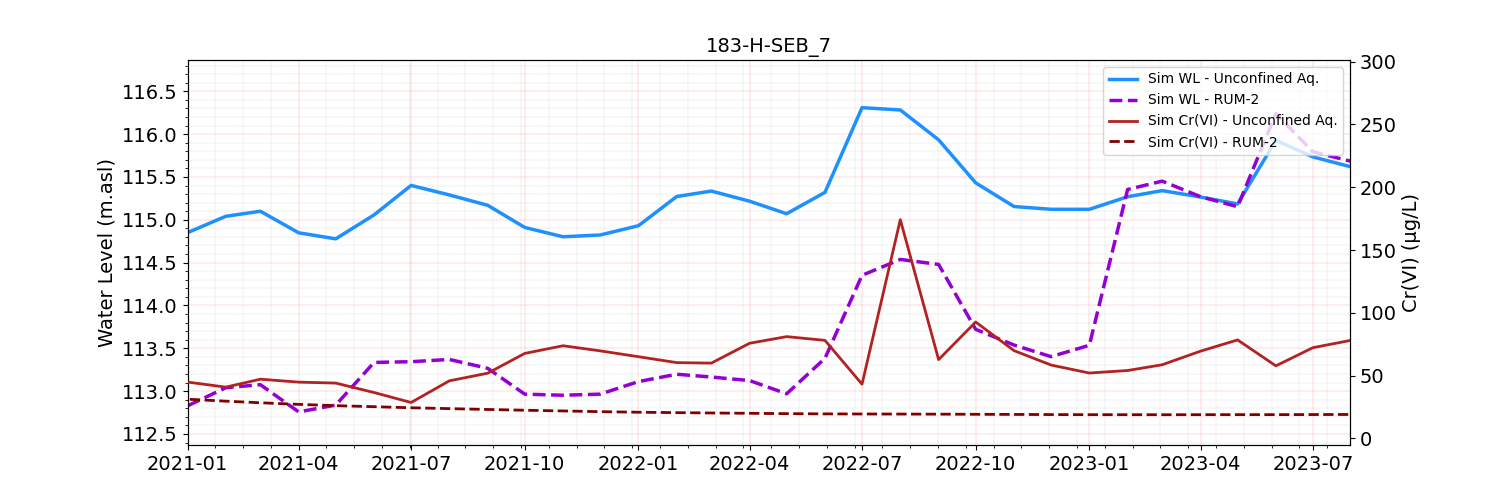 183-H-SEB_7
Water Level (m.asl)
116.5
116.0
115.5
115.0
114.5
114.0
113.5
113.0
112.5
300
250
200
150
100
50
0
Cr(VI) (µg/L)
Sim WL - Unconfined Aq.
Sim WL - RUM-2
Sim Cr(VI) - Unconfined Aq.
Sim Cr(VI) - RUM-2
2021-01 2021-04 2021-07 2021-10 2022-01 2022-04 2022-07 2022-10 2023-01 2023-04 2023-07